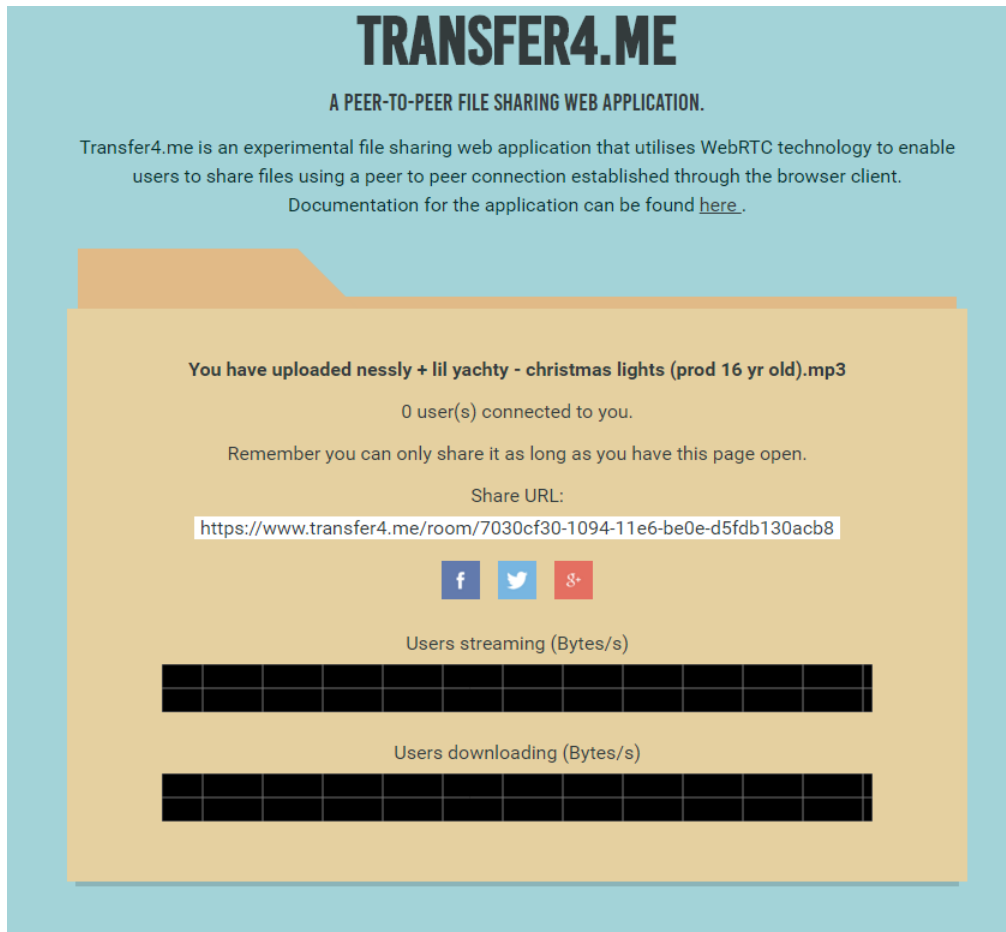 TRANSFER4.ME
A PEER-TO-PEER FILE SHARING WEB APPLICATION.
Transfer4.me is an experimental file sharing web application that utilises WebRTC technology to enable
users to share files using a peer to peer connection established through the browser client.
Documentation for the application can be found here .
You have uploaded nessly + lil yachty - christmas lights (prod 16 yr old).mp3
0 user(s) connected to you.
Remember you can only share it as long as you have this page open.
Share URL:
https://www.transfer4.me/room/7030cf30-1094-11e6-be0e-d5fdb130acb8
f g+
Users streaming (Bytes/s)
Users downloading (Bytes/s)